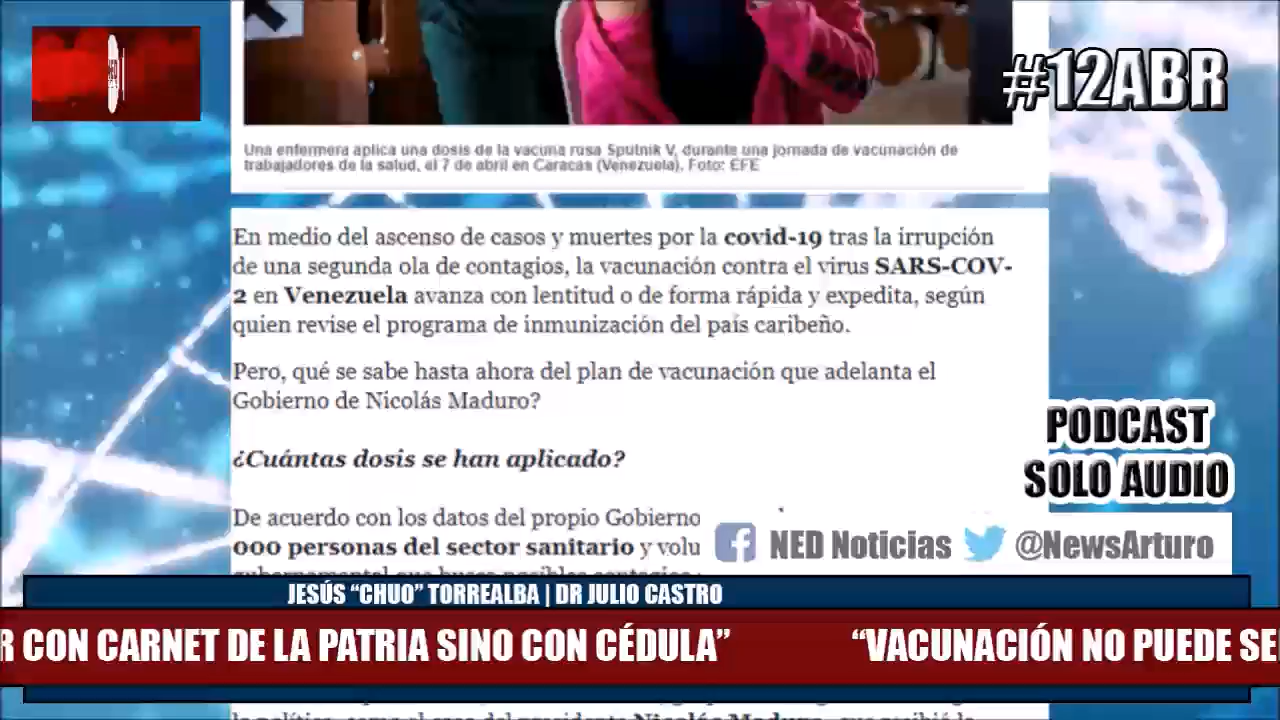 #12ABR
Una enfermera aplica una dosis de la vacuna rusa Sputnik V, durante una jornada de vacunación de
trabajadores de la salud, el 7 de abril en Caracas (Venezuela). Foto: EFE
En medio del ascenso de casos y muertes por la covid-19 tras la irrupción
de una segunda ola de contagios, la vacunación contra el virus SARS-COV-
2 en Venezuela avanza con lentitud o de forma rápida y expedita, según
quien revise el programa de inmunización del país caribeño.
Pero, qué se sabe hasta ahora del plan de vacunación que adelanta el
Gobierno de Nicolás Maduro?
PODCAST
SOLO AUDIO
¿Cuántas dosis se han aplicado?
De acuerdo con los datos del propio Gobierno
000 personas del sector sanitario y volu
NED Noticias @NewsArturo
JESÚS “CHUO” TORREALBA | DR JULIO CASTRO
R CON CARNET DE LA PATRIA SINO CON CÉDULA” “VACUNACIÓN NO PUEDE SE